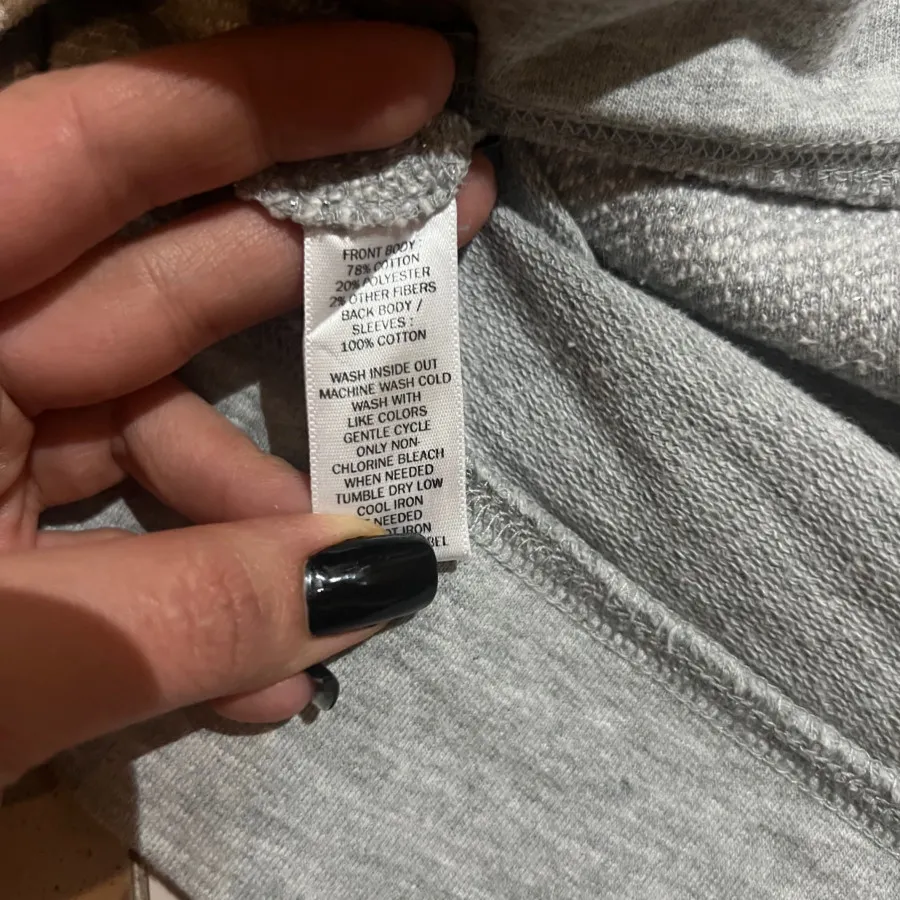 FRONT BODY :
78% COTTON
20% POLYESTER
2% OTHER FIBERS
BACK BODY /
SLEEVES :
100% COTTON
WASH INSIDE OUT
MACHINE WASH COLD
WASH WITH
LIKE COLORS
GENTLE CYCLE
ONLY NON-
CHLORINE BLEACH
WHEN NEEDED
TUMBLE DRY LOW
COOL IRON
NEEDED
IRON